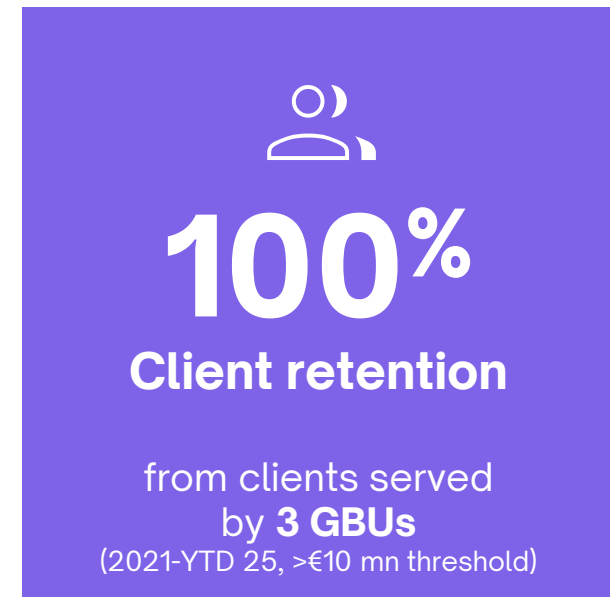 100%
Client retention
from clients served
by 3 GBUs
(2021-YTD 25, >€10 mn threshold)